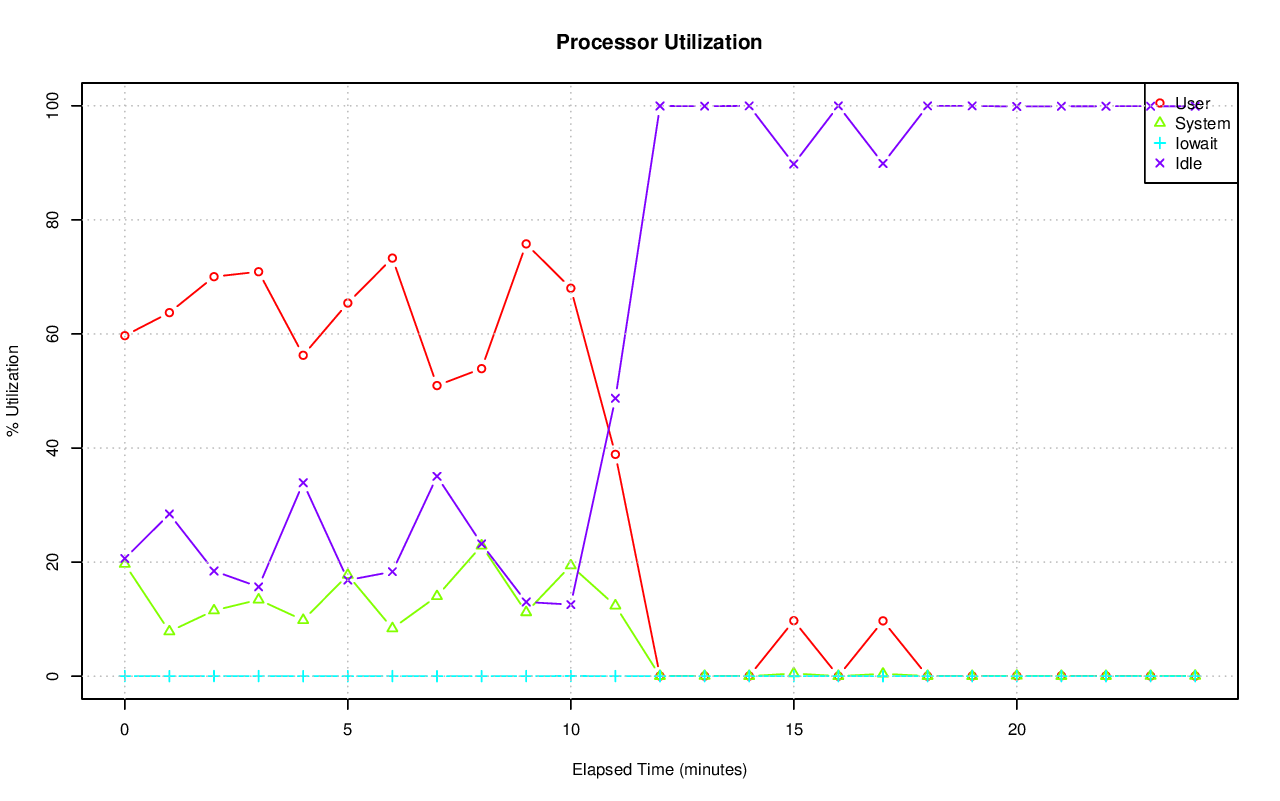 Processor Utilization
% Utilization
100
80
60
40
20
0
0 5 10 15 20
Elapsed Time (minutes)
User
System
Iowait
Idle